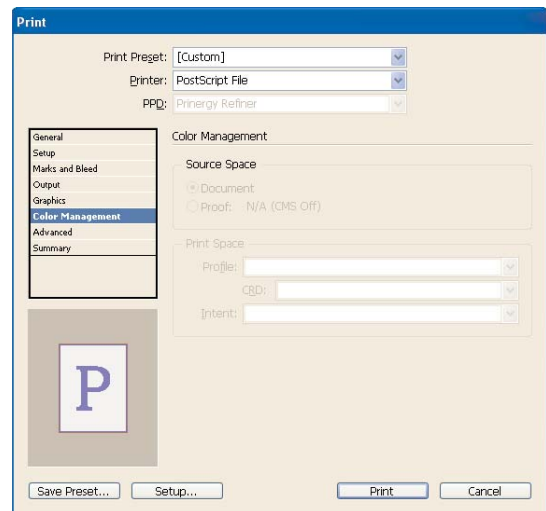 Print
Print Preset: [Custom]
Printer: PostScript File
PPD: Prinergy Refiner
General
Setup
Marks and Bleed
Output
Graphics
Color Management
Advanced
Summary
Color Management
Source Space
Document
Proof: N/A (CMS Off)
Print Space
Profile:
CRD:
Intent:
P
Save Preset... Setup... Print Cancel